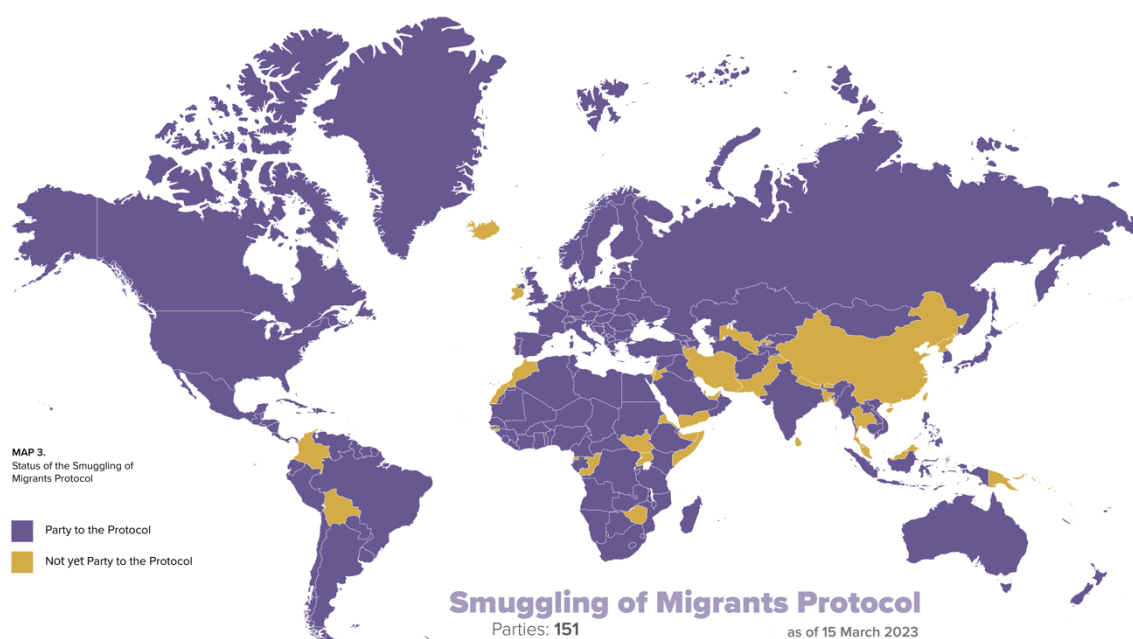 MAP 3.
Status of the Smuggling of
Migrants Protocol
Party to the Protocol
Not yet Party to the Protocol
Smuggling of Migrants Protocol
Parties: 151
as of 15 March 2023